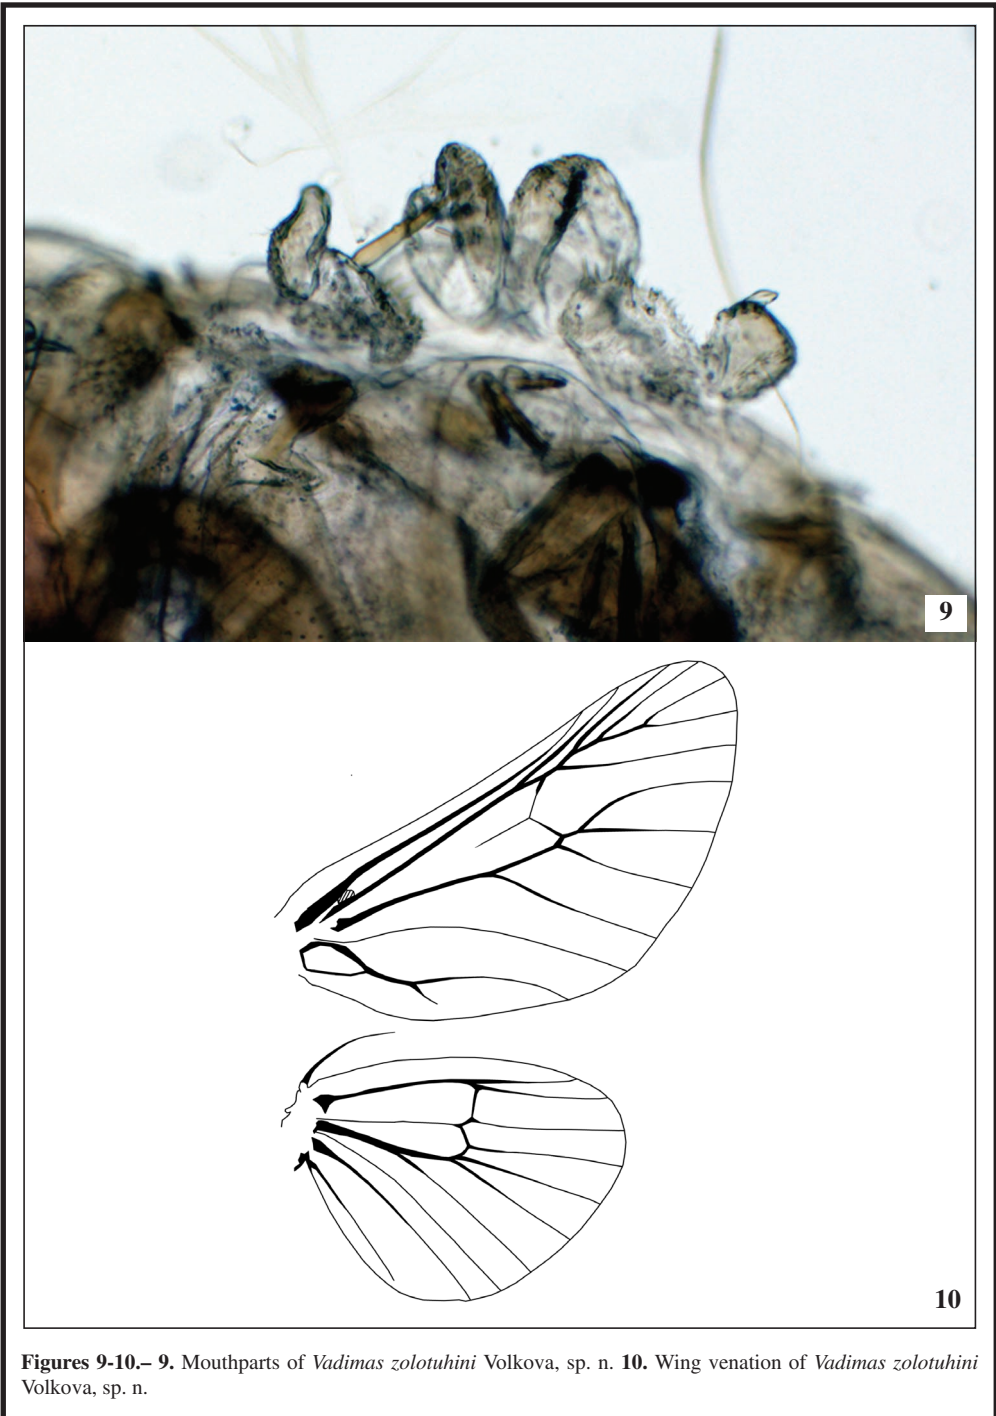 9
10
Figures 9-10.– 9. Mouthparts of Vadimas zolotuhini Volkova, sp. n. 10. Wing venation of Vadimas zolotuhini
Volkova, sp. n.